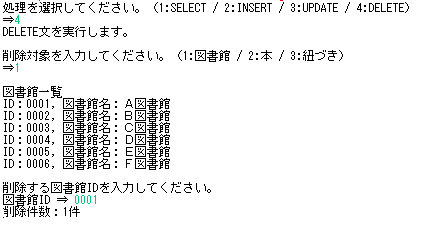 処理を選択してください。（1:SELECT / 2:INSERT / 3:UPDATE / 4:DELETE）
⇒4
DELETE文を実行します。
削除対象を入力してください。（1:図書館 / 2:本 / 3:紐づき）
⇒1
図書館一覧
ID：0001, 図書館名：Ａ図書館
ID：0002, 図書館名：Ｂ図書館
ID：0003, 図書館名：Ｃ図書館
ID：0004, 図書館名：Ｄ図書館
ID：0005, 図書館名：Ｅ図書館
ID：0006, 図書館名：Ｆ図書館
削除する図書館IDを入力してください。
図書館ID ⇒ 0001
削除件数：1件